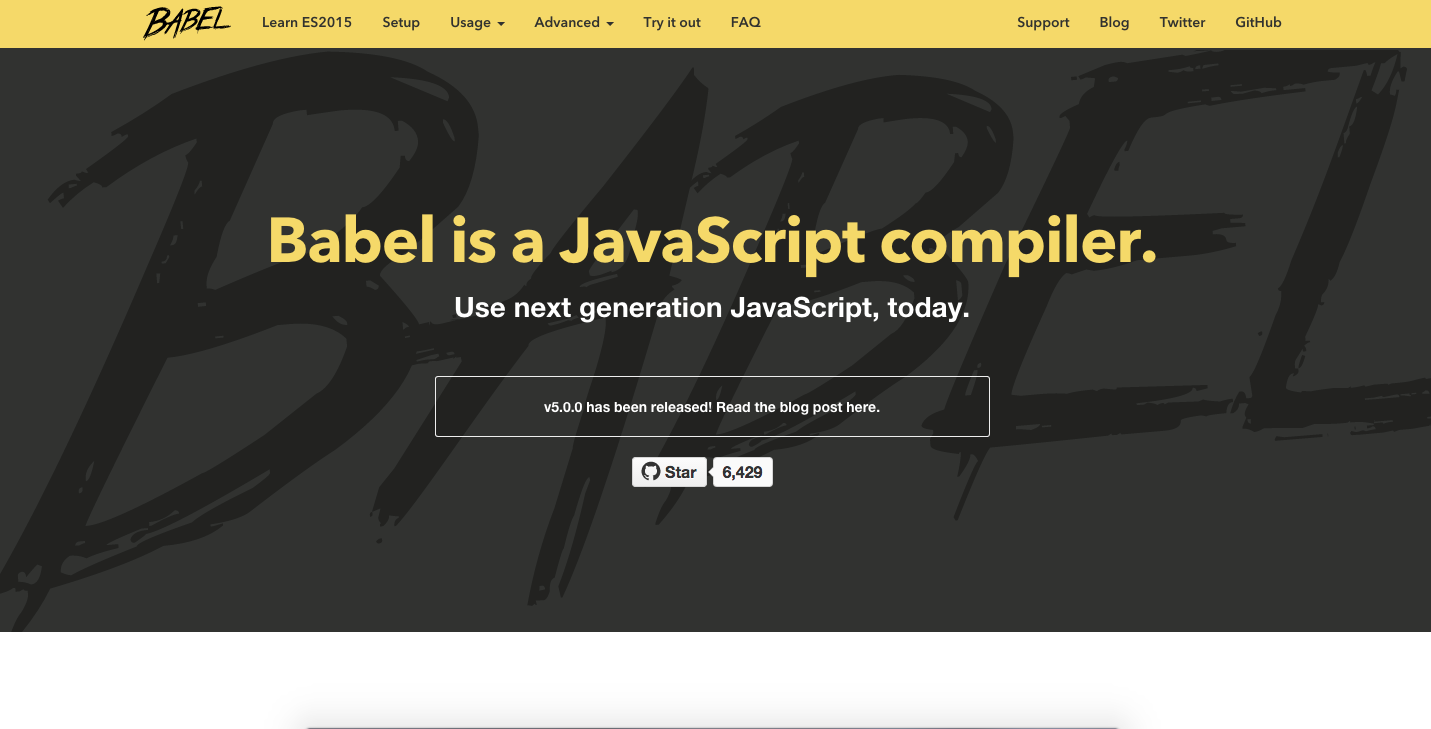 BABEL Learn ES2015 Setup Usage Advanced Try it out FAQ Support Blog Twitter GitHub
BABEL
Babel is a JavaScript compiler.
Use next generation JavaScript, today.
v5.0.0 has been released! Read the blog post here.
Star 6,429